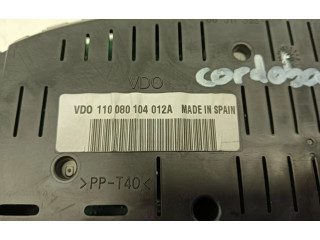 VDO
cordoba
VDO 110 080 104 012A MADE IN SPAIN
>PP-T40<